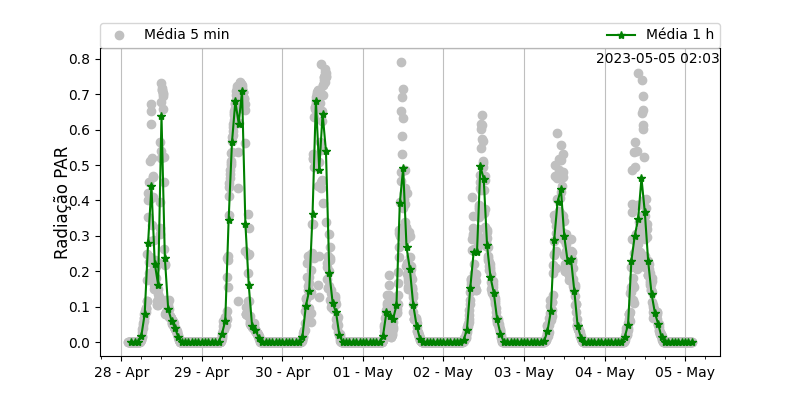 Média 5 min
Média 1 h
2023-05-05 02:03
Radiação PAR
0.8
0.7
0.6
0.5
0.4
0.3
0.2
0.1
0.0
28 - Apr
29 - Apr
30 - Apr
01 - May
02 - May
03 - May
04 - May
05 - May